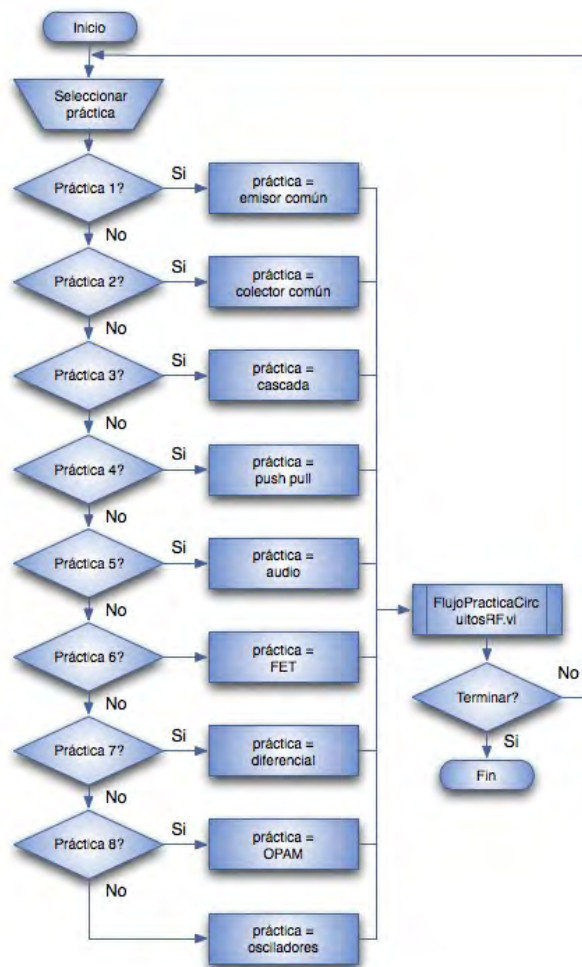 Inicio
Seleccionar
práctica
Práctica 1?
Si
práctica =
emisor común
No
Práctica 2?
Si
práctica =
colector común
No
Práctica 3?
Si
práctica =
cascada
No
Práctica 4?
Si
práctica =
push pull
No
Práctica 5?
Si
práctica =
audio
No
Práctica 6?
práctica =
FET
No
Práctica 7?
Si
práctica =
diferencial
No
Práctica 8?
Si
práctica =
OPAM
No
práctica =
osciladores
FlujoPracticaCirc
uitosRF.vi
Terminar?
No
Si
Fin